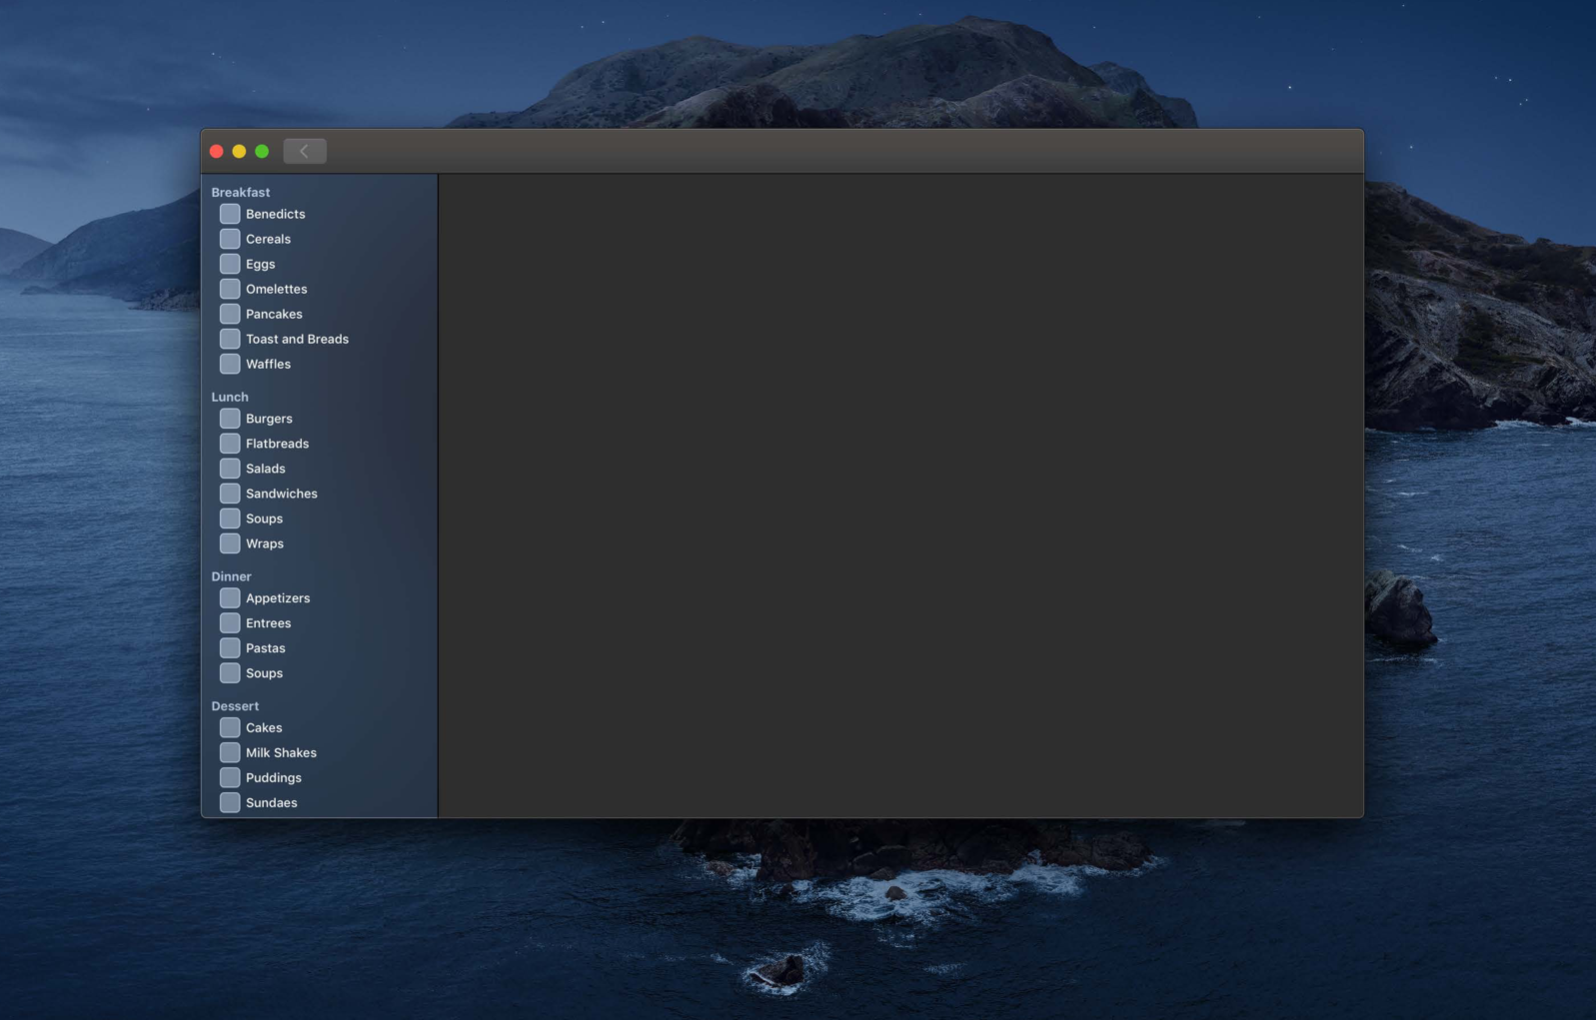 Breakfast
Benedicts
Cereals
Eggs
Omelettes
Pancakes
Toast and Breads
Waffles
Lunch
Burgers
Flatbreads
Salads
Sandwiches
Soups
Wraps
Dinner
Appetizers
Entrees
Pastas
Soups
Dessert
Cakes
Milk Shakes
Puddings
Sundaes